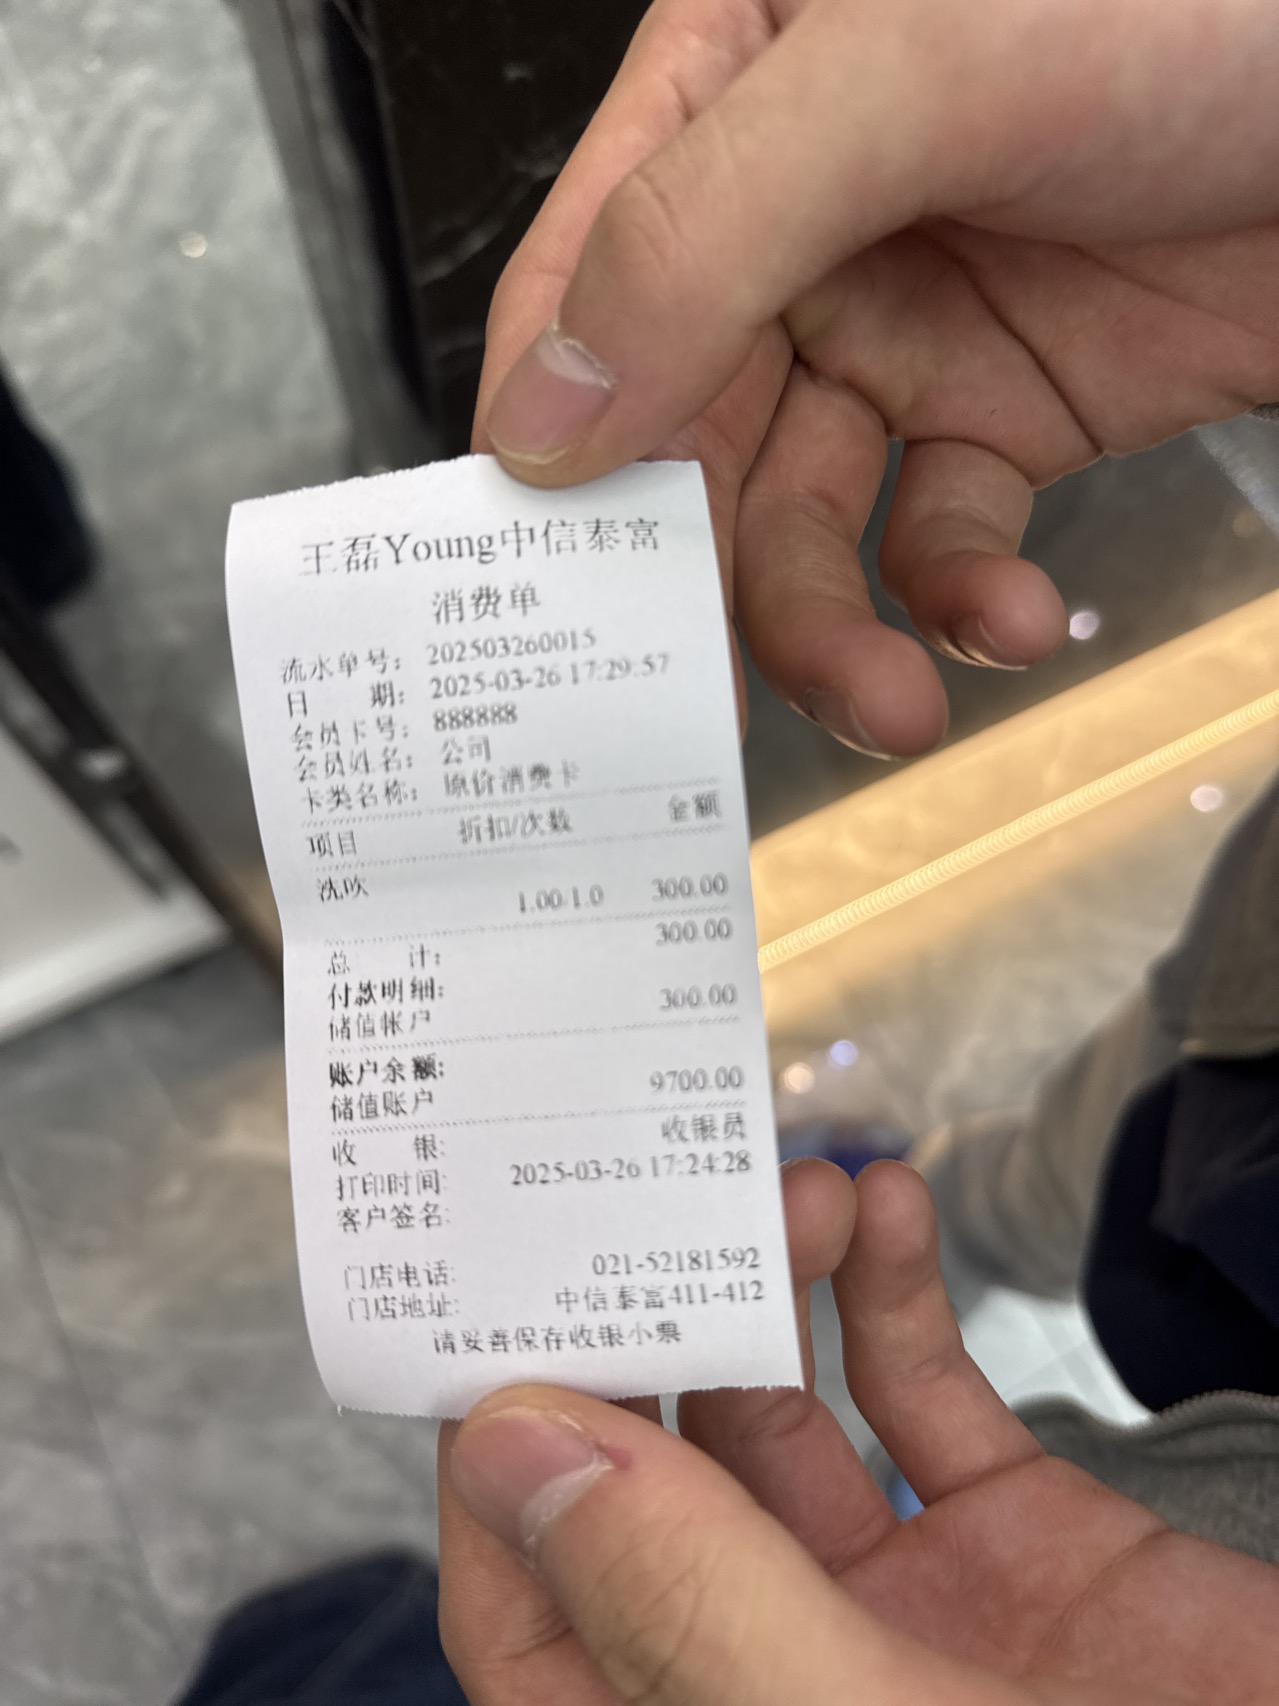 王磊Young中信泰富
消费单
流水单号： 202503260015
日 期： 2025-03-26 17:29:57
会员卡号： 888888
会员姓名： 公司
卡类名称： 原价消费卡
项目 折扣/次数 金额
洗吹
1.00/1.0 300.00
总 计： 300.00
付款明细:
储值帐户 300.00
账户余额:
储值账户 9700.00
收 银: 收银员
打印时间: 2025-03-26 17:24:28
客户签名:
门店电话: 021-52181592
门店地址: 中信泰富411-412
请妥善保存收银小票